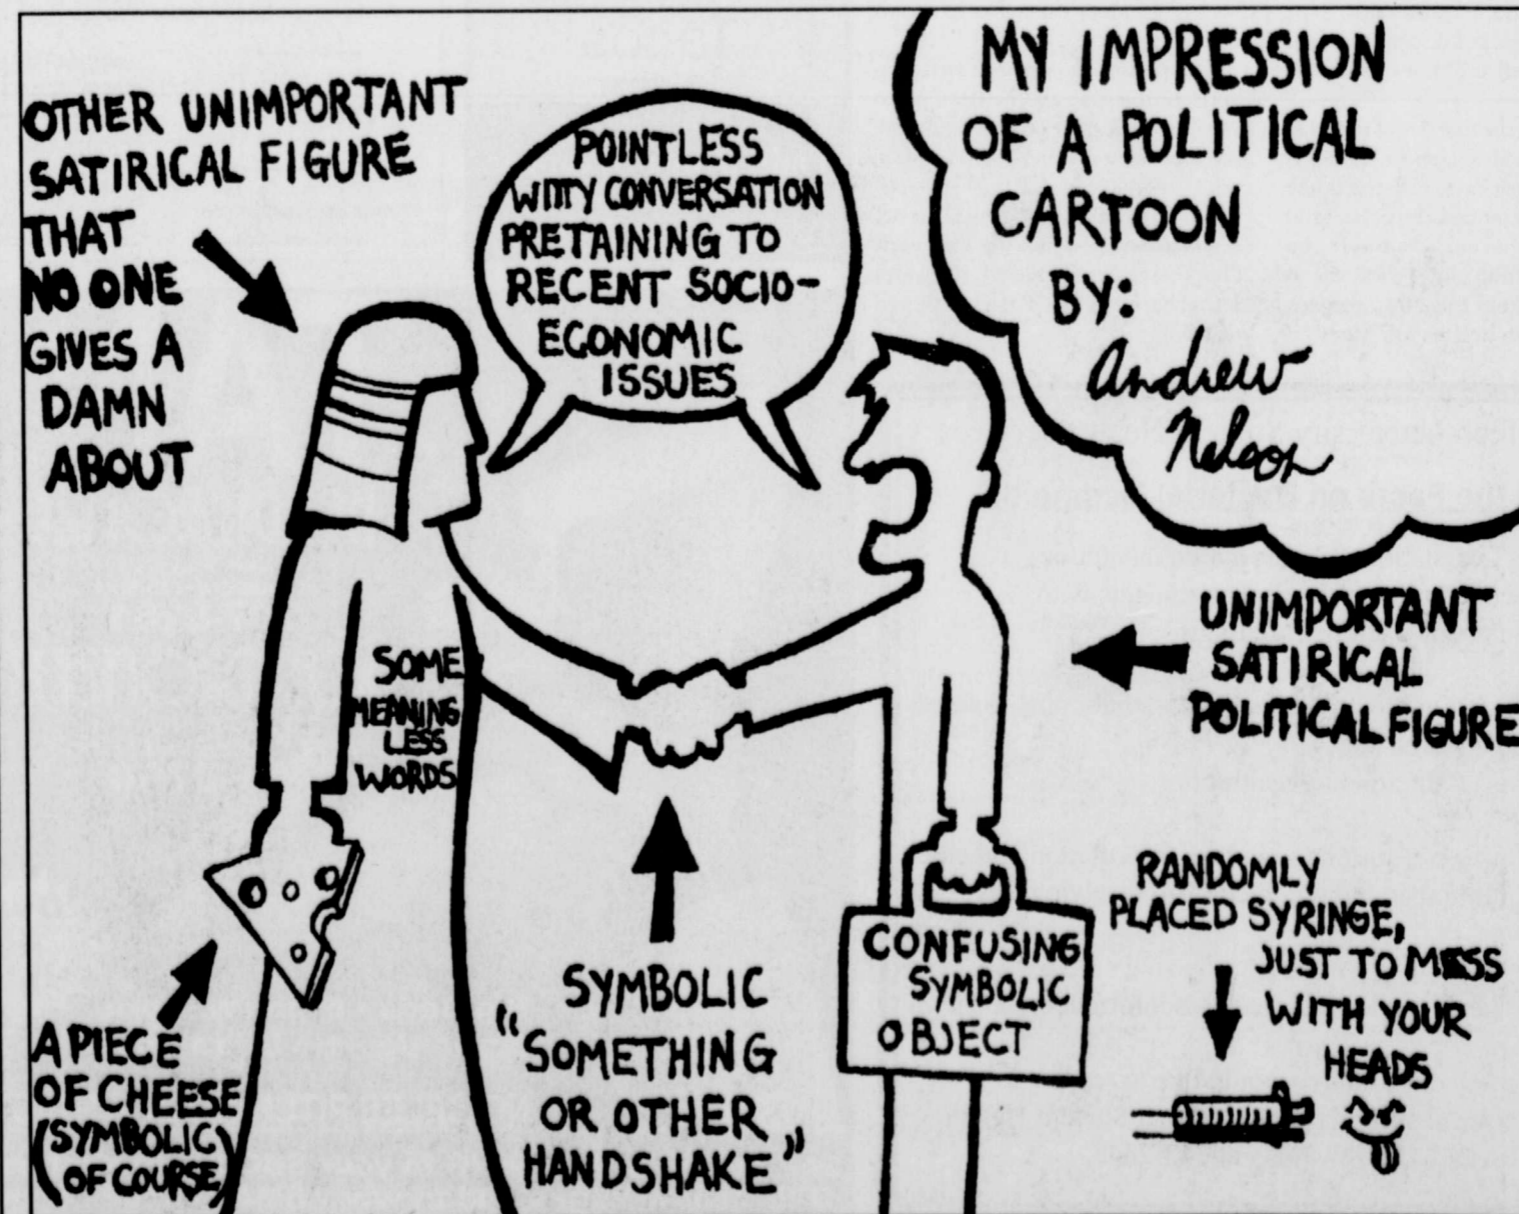 MY IMPRESSION
OF A POLITICAL
CARTOON
BY:
Andrew
Nelson
OTHER UNIMPORTANT
SATIRICAL FIGURE
THAT
NO ONE
GIVES A
DAMN
ABOUT
POINTLESS
WITTY CONVERSATION
PRETAINING TO
RECENT SOCIO-
ECONOMIC
ISSUES
UNIMPORTANT
SATIRICAL
POLITICAL FIGURE
SOME
MEANING
LESS
WORDS
A PIECE
OF CHEESE
(SYMBOLIC
OF COURSE)
SYMBOLIC
"SOMETHING
OR OTHER
HANDSHAKE"
CONFUSING
SYMBOLIC
OBJECT
RANDOMLY
PLACED SYRINGE,
JUST TO MESS
WITH YOUR
HEADS